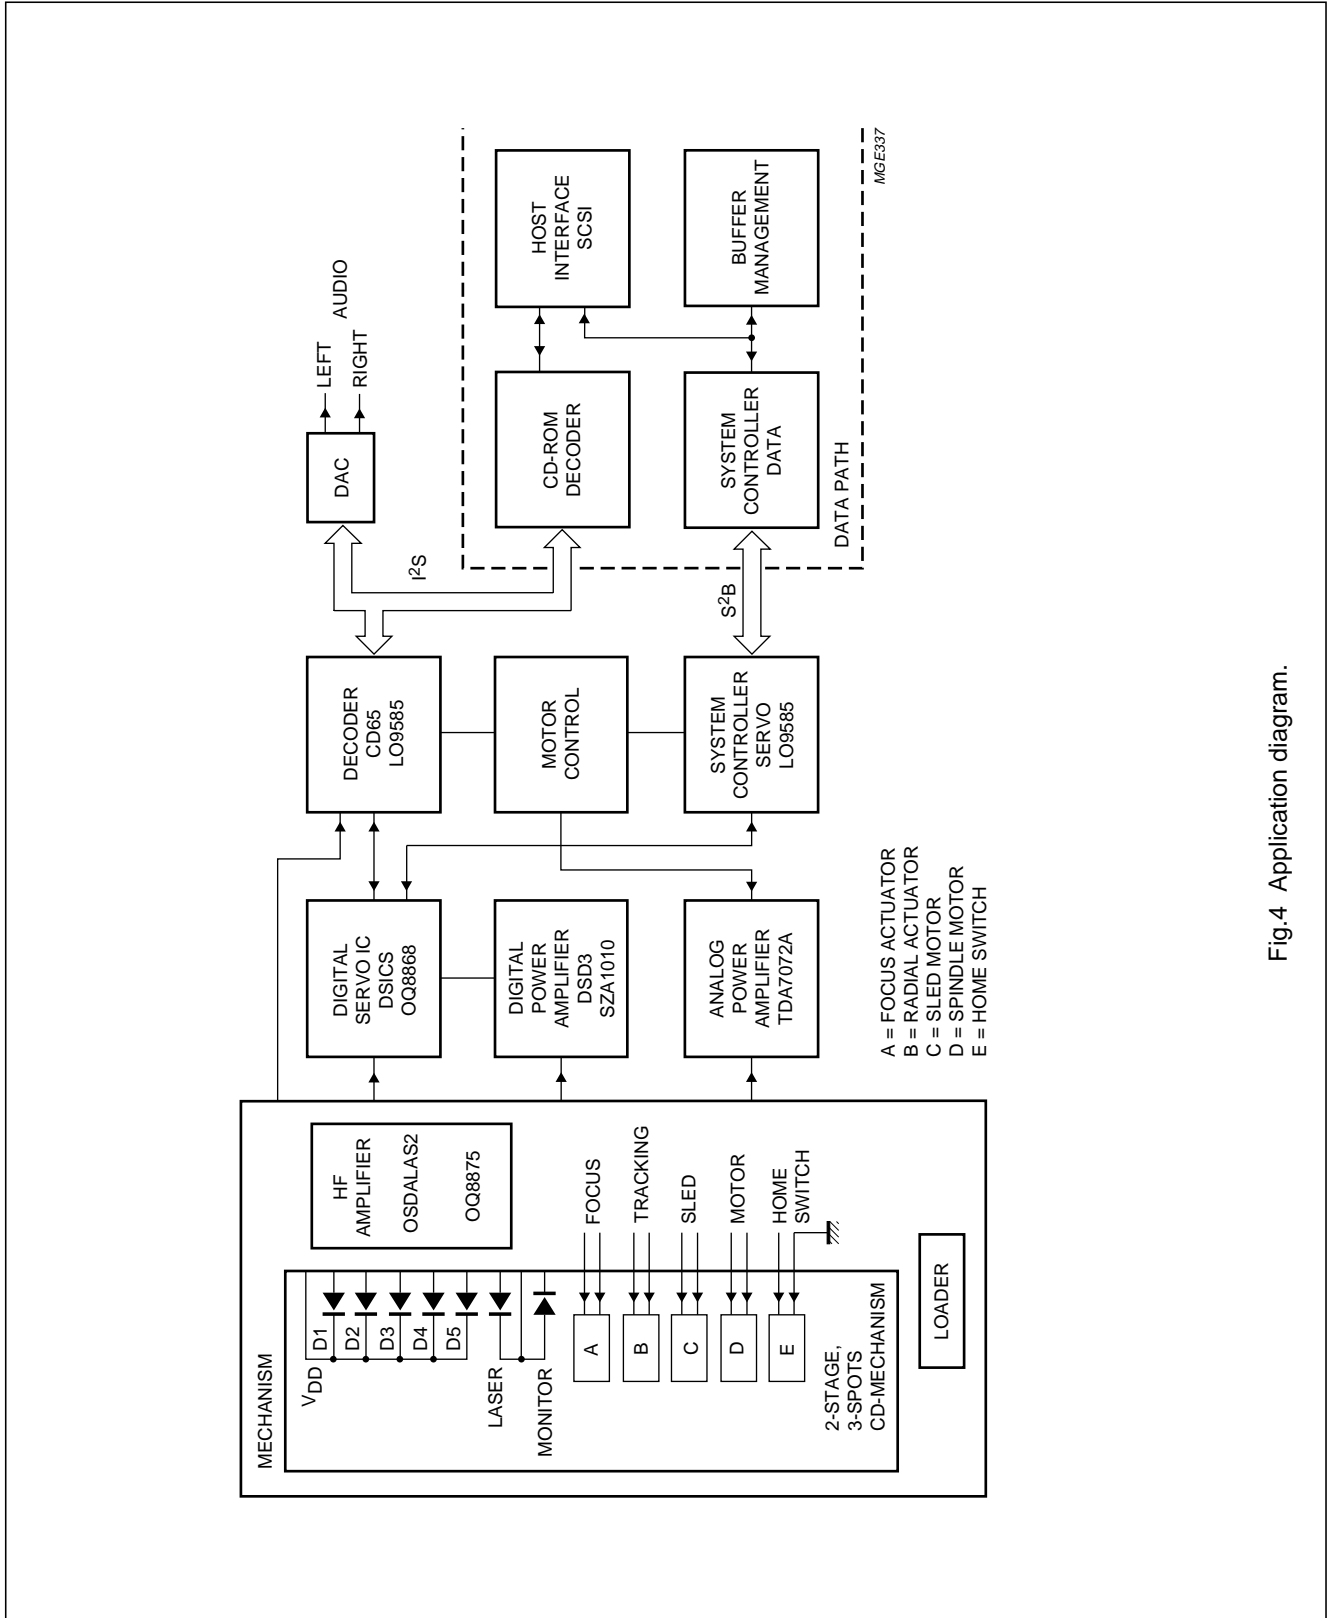 MECHANISM
VDD
D1
D2
D3
D4
D5
LASER
MONITOR
HF
AMPLIFIER
OSDALAS2
OQ8875
A
B
C
D
E
FOCUS
TRACKING
SLED
MOTOR
HOME
SWITCH
2-STAGE,
3-SPOTS
CD-MECHANISM
LOADER
DIGITAL
SERVO IC
DSICS
OQ8868
DIGITAL
POWER
AMPLIFIER
DSD3
SZA1010
ANALOG
POWER
AMPLIFIER
TDA7072A
A = FOCUS ACTUATOR
B = RADIAL ACTUATOR
C = SLED MOTOR
D = SPINDLE MOTOR
E = HOME SWITCH
DECODER
CD65
LO9585
MOTOR
CONTROL
SYSTEM
CONTROLLER
SERVO
LO9585
I2S
S2B
DAC
LEFT
AUDIO
RIGHT
CD-ROM
DECODER
SYSTEM
CONTROLLER
DATA
DATA PATH
HOST
INTERFACE
SCSI
BUFFER
MANAGEMENT
MGE337
Fig.4 Application diagram.